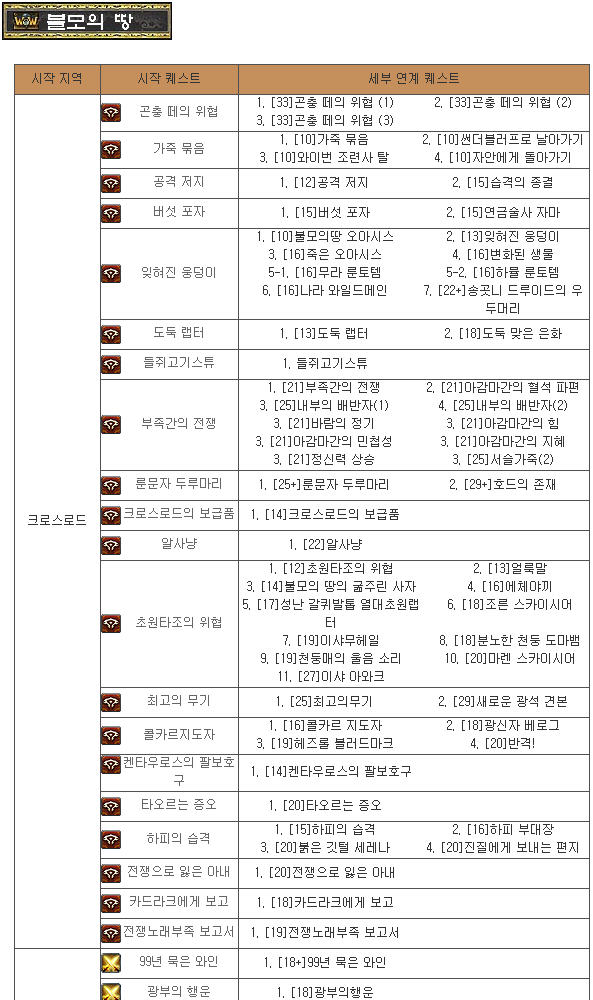 WOW 불모의 땅
시작 지역 시작 퀘스트 세부 연계 퀘스트
크로스로드
곤충 떼의 위협 1. [33]곤충 떼의 위협 (1) 2. [33]곤충 떼의 위협 (2)
3. [33]곤충 떼의 위협 (3)
가죽 묶음 1. [10]가죽 묶음 2. [10]썬더블러프로 날아가기
3. [10]와이번 조련사 탈 4. [10]자안에게 돌아가기
공격 저지 1. [12]공격 저지 2. [15]습격의 종결
버섯 포자 1. [15]버섯 포자 2. [15]연금술사 자마
잊혀진 웅덩이 1. [10]불모의땅 오아시스 2. [13]잊혀진 웅덩이
3. [16]죽은 오아시스 4. [16]변화된 생물
5-1. [16]무라 룬토템 5-2. [16]하뮬 룬토템
6. [16]나라 와일드메인 7. [22+]송곳니 드루이드의 우
두머리
도둑 랩터 1. [13]도둑 랩터 2. [18]도둑 맞은 은화
들쥐고기스튜 1. 들쥐고기스튜
부족간의 전쟁 1. [21]부족간의 전쟁 2. [21]아감마간의 혈석 파편
3. [25]내부의 배반자(1) 4. [25]내부의 배반자(2)
3. [21]바람의 정기 3. [21]아감마간의 힘
3. [21]아감마간의 민첩성 3. [21]아감마간의 지혜
3. [21]정신력 상승 3. [25]서슬가죽(2)
룬문자 두루마리 1. [25+]룬문자 두루마리 2. [29+]호드의 존재
크로스로드의 보급품 1. [14]크로스로드의 보급품
알사냥 1. [22]알사냥
초원타조의 위협 1. [12]초원타조의 위협 2. [13]얼룩말
3. [14]불모의 땅의 굶주린 사자 4. [16]에체야끼
5. [17]성난 갈퀴발톱 열대초원랩
터 6. [18]조른 스카이시어
7. [19]이샤무헤일 8. [18]분노한 천둥 도마뱀
9. [19]천둥매의 울음 소리 10. [20]마렌 스카이시어
11. [27]이샤 아와크
최고의 무기 1. [25]최고의무기 2. [29]새로운 광석 견본
콜카르지도자 1. [16]콜카르 지도자 2. [18]광신자 베로그
3. [19]헤즈룰 블러드마크 4. [20]반격!
켄타우로스의 팔보호
구 1. [14]켄타우로스의 팔보호구
타오르는 증오 1. [20]타오르는 증오
하피의 습격 1. [15]하피의 습격 2. [16]하피 부대장
3. [20]붉은 깃털 세레나 4. [20]진질에게 보내는 편지
전쟁으로 잃은 아내 1. [20]전쟁으로 잃은 아내
카드라크에게 보고 1. [18]카드라크에게 보고
전쟁노래부족 보고서 1. [19]전쟁노래부족 보고서
99년 묵은 와인 1. [18+]99년 묵은 와인
광부의 행운 1. [18]광부의행운